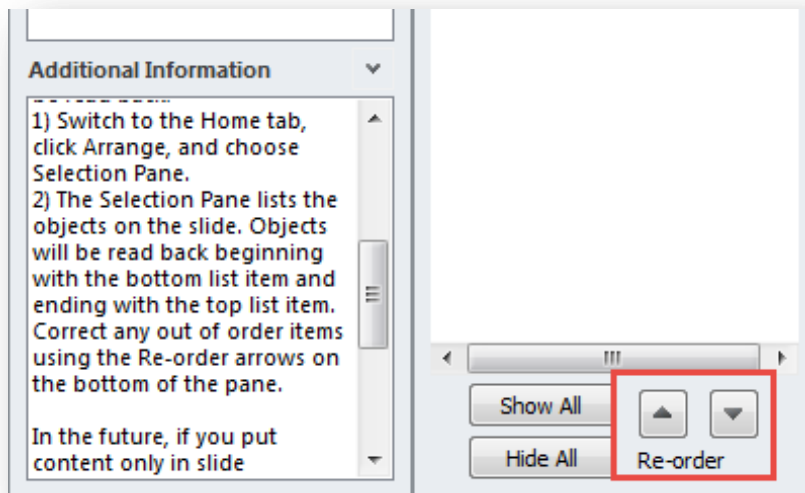 Additional Information
be read back.
1) Switch to the Home tab,
click Arrange, and choose
Selection Pane.
2) The Selection Pane lists the
objects on the slide. Objects
will be read back beginning
with the bottom list item and
ending with the top list item.
Correct any out of order items
using the Re-order arrows on
the bottom of the pane.
In the future, if you put
content only in slide
Show All
Hide All
Re-order